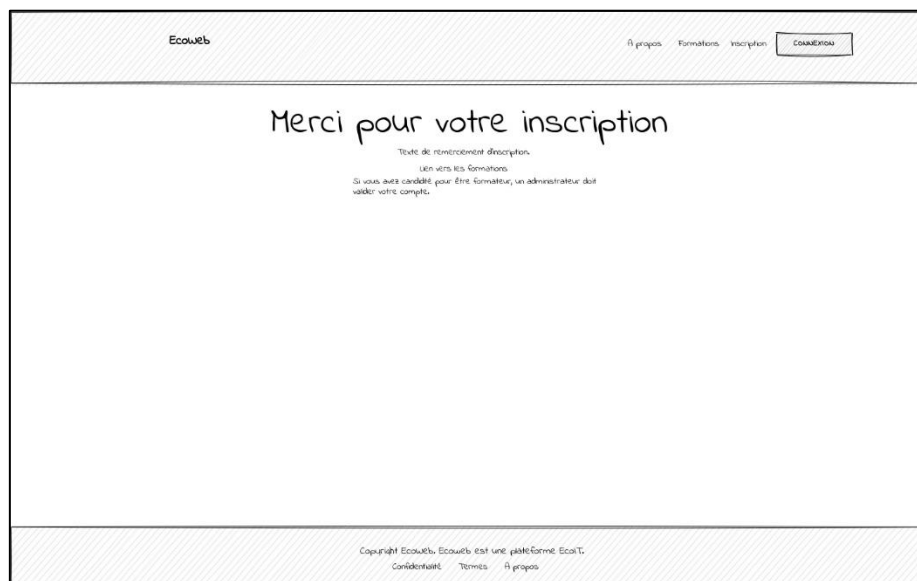 Ecoweb
A propos Formations Inscription CONNEXION
Merci pour votre inscription
Texte de remerciement d'inscription.
Lien vers les formations
Si vous avez candidaté pour être formateur, un administrateur doit
valider votre compte.
Copyright Ecoweb. Ecoweb est une plateforme EcoIT.
Confidentialité Termes A propos